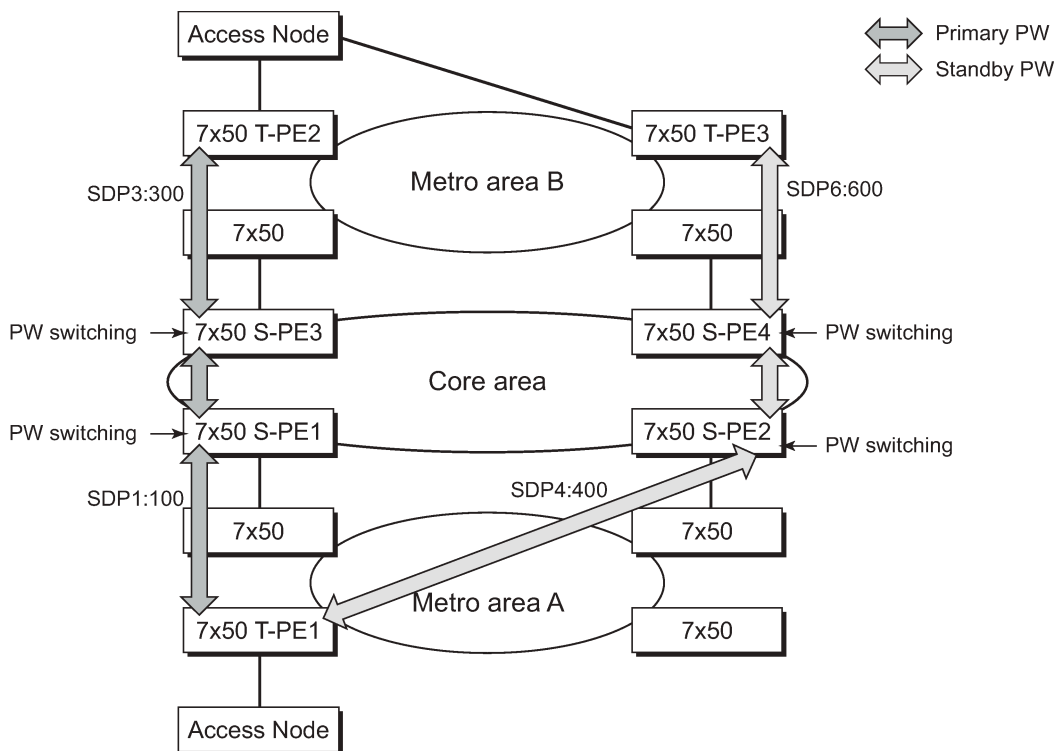 Access Node
Primary PW
Standby PW
7x50 T-PE2
7x50 T-PE3
Metro area B
SDP3:300
SDP6:600
7x50
7x50
PW switching
7x50 S-PE3
7x50 S-PE4
PW switching
Core area
PW switching
7x50 S-PE1
7x50 S-PE2
PW switching
SDP1:100
SDP4:400
7x50
7x50
Metro area A
7x50 T-PE1
7x50
Access Node